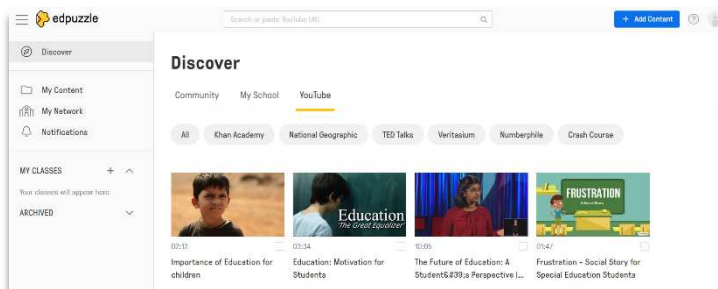 edpuzzle
Search or paste Youtube URL
+ Add Content
Discover
My Content
My Network
Notifications
MY CLASSES
Your classes will appear here
ARCHIVED
Discover
Community My School YouTube
All Khan Academy National Geographic TED Talks Veritasium Numberphile Crash Course
Education
The Great Equalizer
FRUSTRATION
02:12
03:34
10:05
01:47
Importance of Education for
children
Education: Motivation for
Students
The Future of Education: A
Student&#39;s Perspective |...
Frustration - Social Story for
Special Education Students